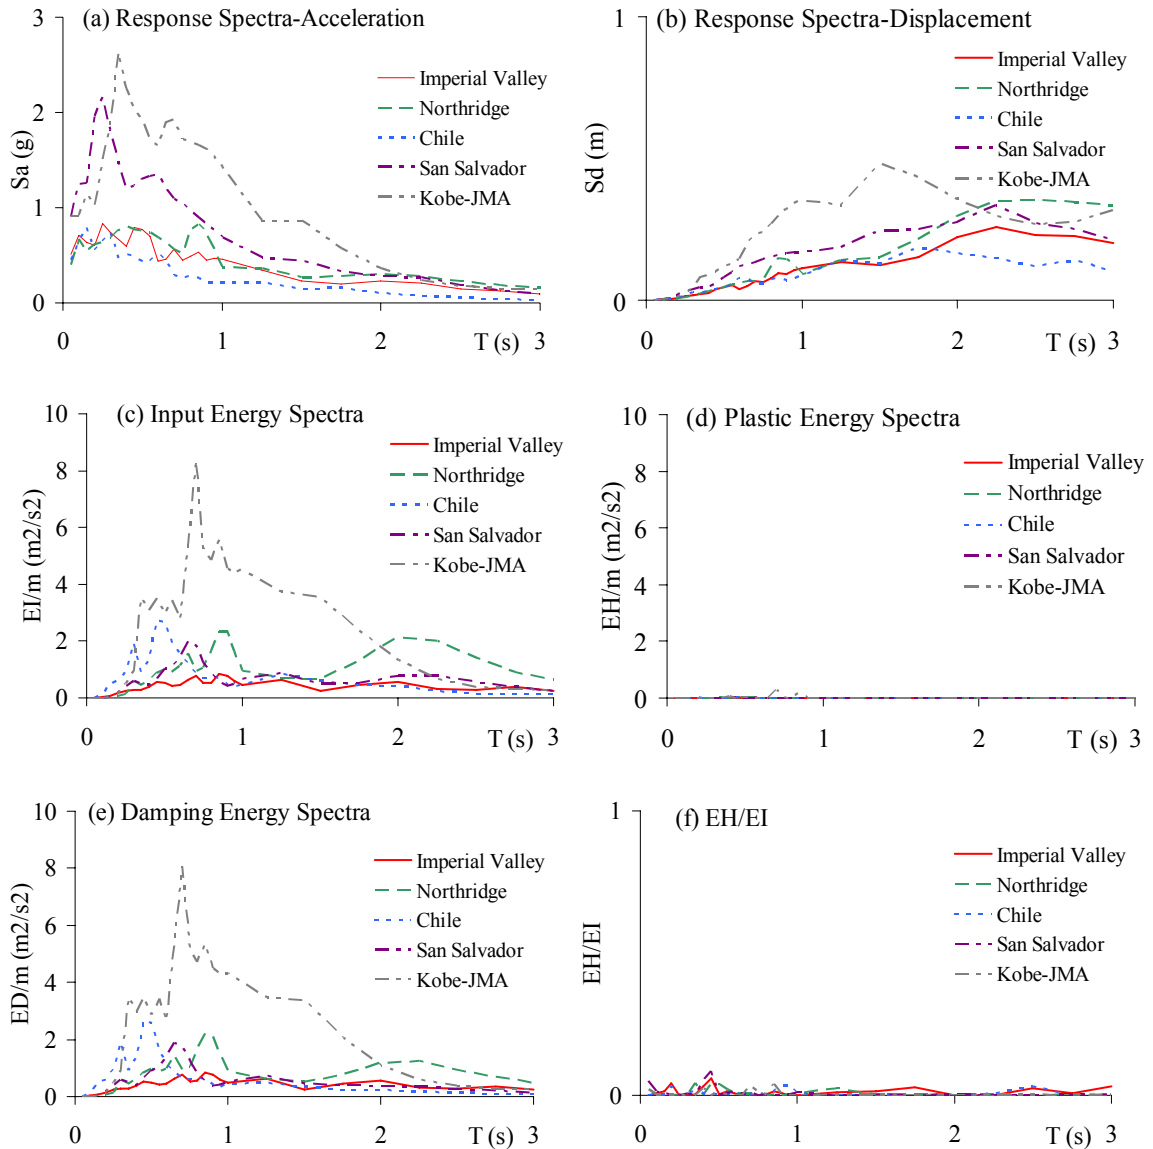 (a) Response Spectra-Acceleration
3
2
1
0
Sa (g)
Imperial Valley
Northridge
Chile
San Salvador
Kobe-JMA
0 1 2 T (s) 3
(b) Response Spectra-Displacement
1
0
Sd (m)
Imperial Valley
Northridge
Chile
San Salvador
Kobe-JMA
0 1 2 T (s) 3
(c) Input Energy Spectra
10
8
6
4
2
0
EI/m (m2/s2)
Imperial Valley
Northridge
Chile
San Salvador
Kobe-JMA
0 1 2 T (s) 3
(d) Plastic Energy Spectra
10
8
6
4
2
0
EH/m (m2/s2)
Imperial Valley
Northridge
Chile
San Salvador
Kobe-JMA
0 1 2 T (s) 3
(e) Damping Energy Spectra
10
8
6
4
2
0
ED/m (m2/s2)
Imperial Valley
Northridge
Chile
San Salvador
Kobe-JMA
0 1 2 T (s) 3
(f) EH/EI
1
0
EH/EI
Imperial Valley
Northridge
Chile
San Salvador
Kobe-JMA
0 1 2 T (s) 3